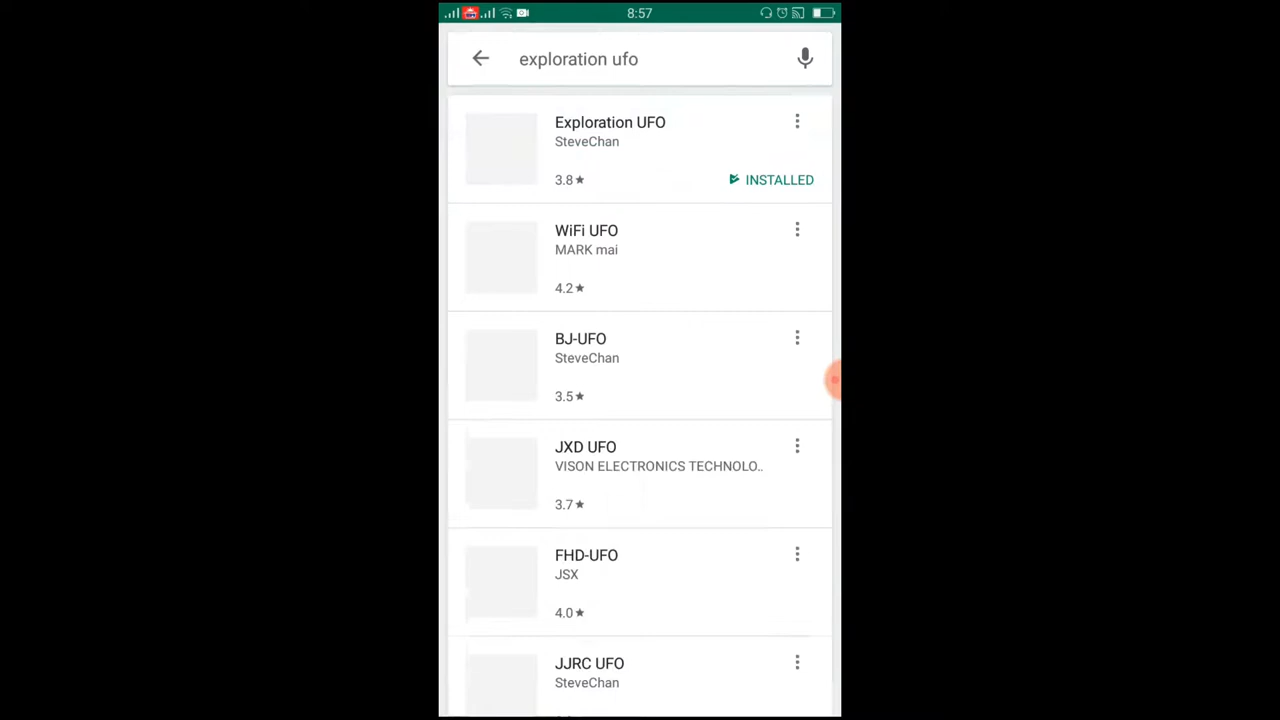 8:57
exploration ufo
Exploration UFO
SteveChan
3.8★
INSTALLED
WiFi UFO
MARK mai
4.2★
BJ-UFO
SteveChan
3.5★
JXD UFO
VISON ELECTRONICS TECHNOLO..
3.7★
FHD-UFO
JSX
4.0★
JJRC UFO
SteveChan